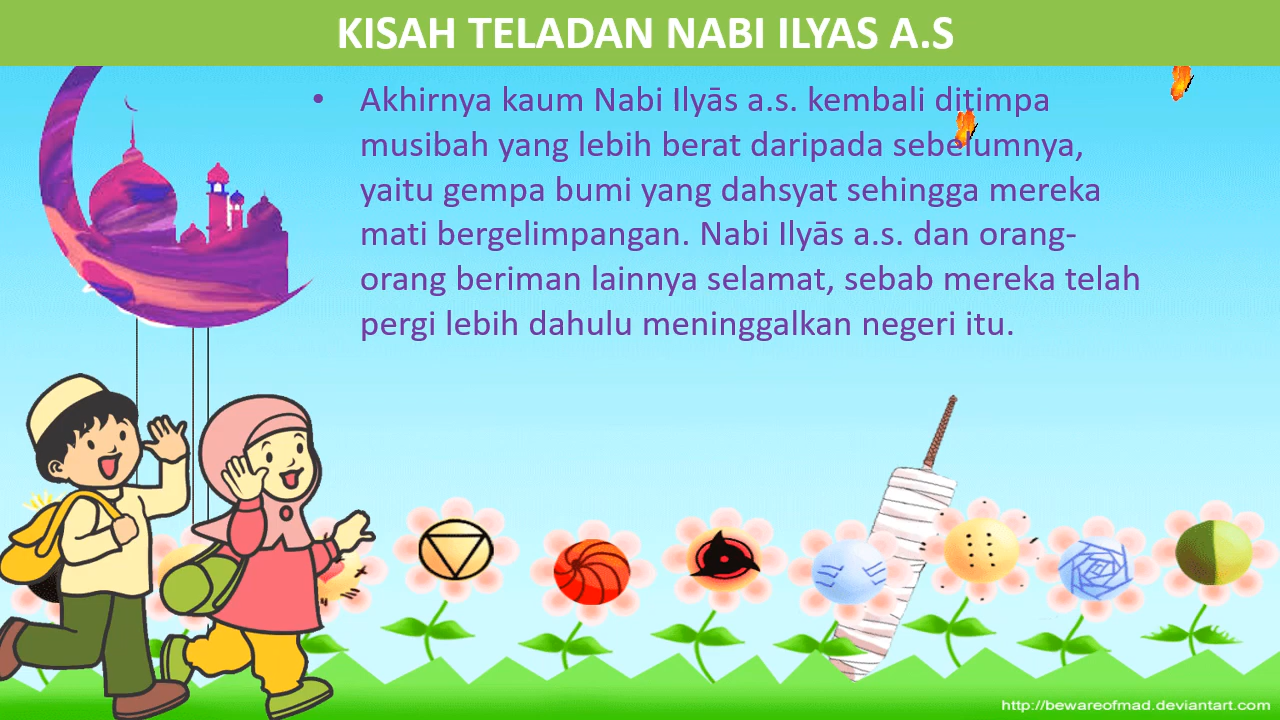 KISAH TELADAN NABI ILYAS A.S
• Akhirnya kaum Nabi Ilyās a.s. kembali ditimpa
musibah yang lebih berat daripada sebelumnya,
yaitu gempa bumi yang dahsyat sehingga mereka
mati bergelimpangan. Nabi Ilyās a.s. dan orang-
orang beriman lainnya selamat, sebab mereka telah
pergi lebih dahulu meninggalkan negeri itu.
http://bewareofmad.deviantart.com